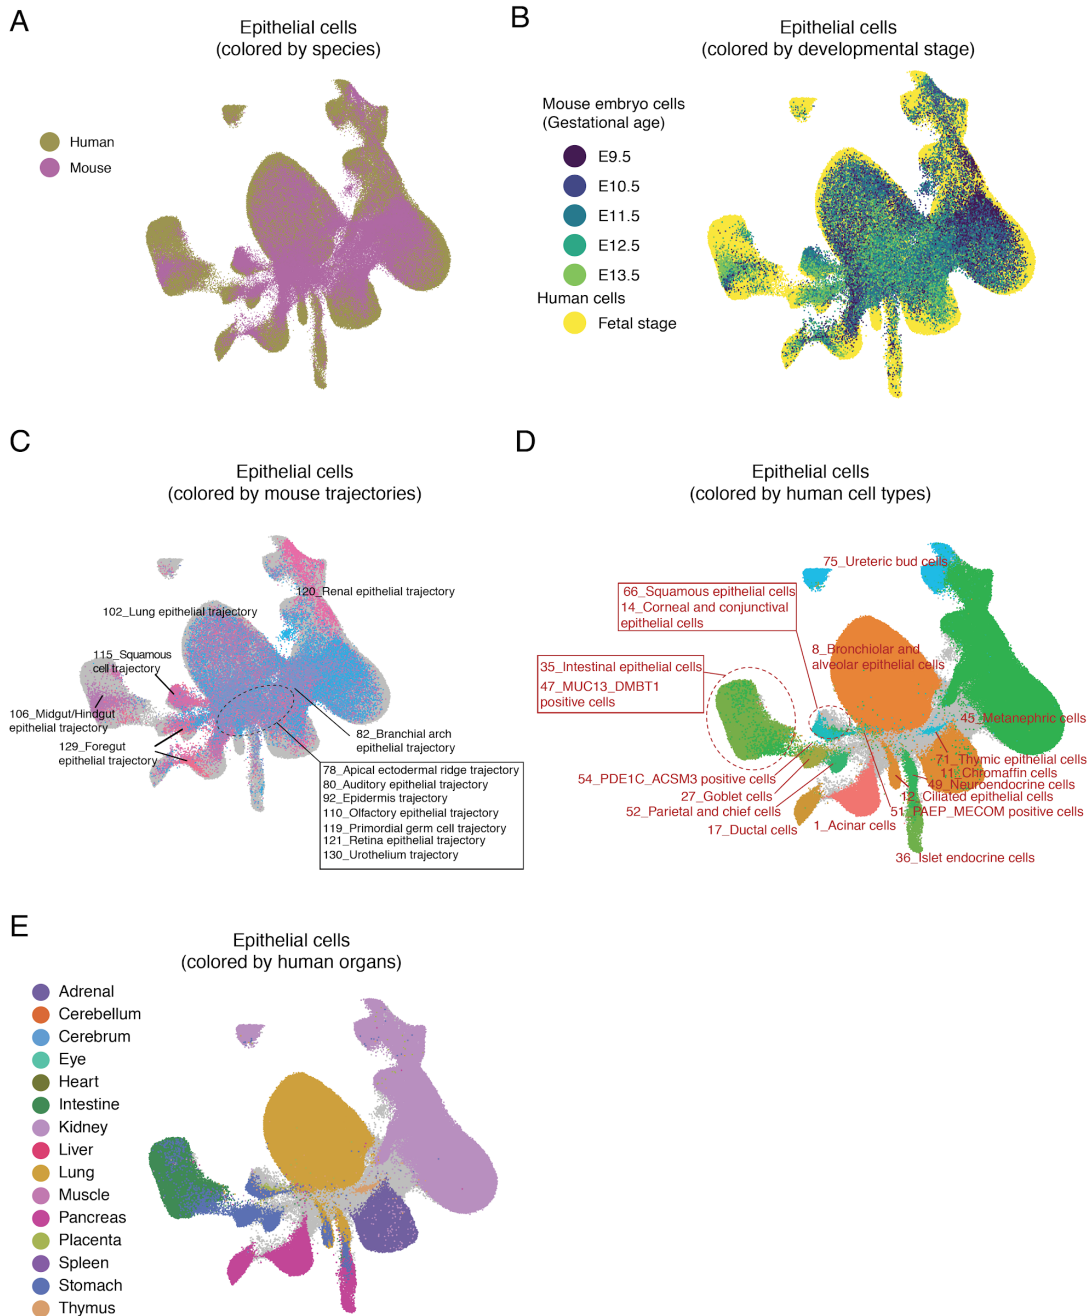 A
Epithelial cells
(colored by species)
Human
Mouse
B
Epithelial cells
(colored by developmental stage)
Mouse embryo cells
(Gestational age)
E9.5
E10.5
E11.5
E12.5
E13.5
Human cells
Fetal stage
C
Epithelial cells
(colored by mouse trajectories)
120_Renal epithelial trajectory
102_Lung epithelial trajectory
115_Squamous
cell trajectory
106_Midgut/Hindgut
epithelial trajectory
129_Foregut
epithelial trajectory
82_Branchial arch
epithelial trajectory
78_Apical ectodermal ridge trajectory
80_Auditory epithelial trajectory
92_Epidermis trajectory
110_Olfactory epithelial trajectory
119_Primordial germ cell trajectory
121_Retina epithelial trajectory
130_Urothelium trajectory
D
Epithelial cells
(colored by human cell types)
75_Ureteric bud cells
66_Squamous epithelial cells
14_Corneal and conjunctival
epithelial cells
8_Bronchiolar and
alveolar epithelial cells
35_Intestinal epithelial cells
47_MUC13_DMBT1
positive cells
45_Metanephric cells
71_Thymic epithelial cells
11_Chromaffin cells
49_Neuroendocrine cells
12_Ciliated epithelial cells
51_PAEP_MECOM positive cells
54_PDE1C_ACSM3 positive cells
27_Goblet cells
52_Parietal and chief cells
17_Ductal cells
1_Acinar cells
36_Islet endocrine cells
E
Epithelial cells
(colored by human organs)
Adrenal
Cerebellum
Cerebrum
Eye
Heart
Intestine
Kidney
Liver
Lung
Muscle
Pancreas
Placenta
Spleen
Stomach
Thymus